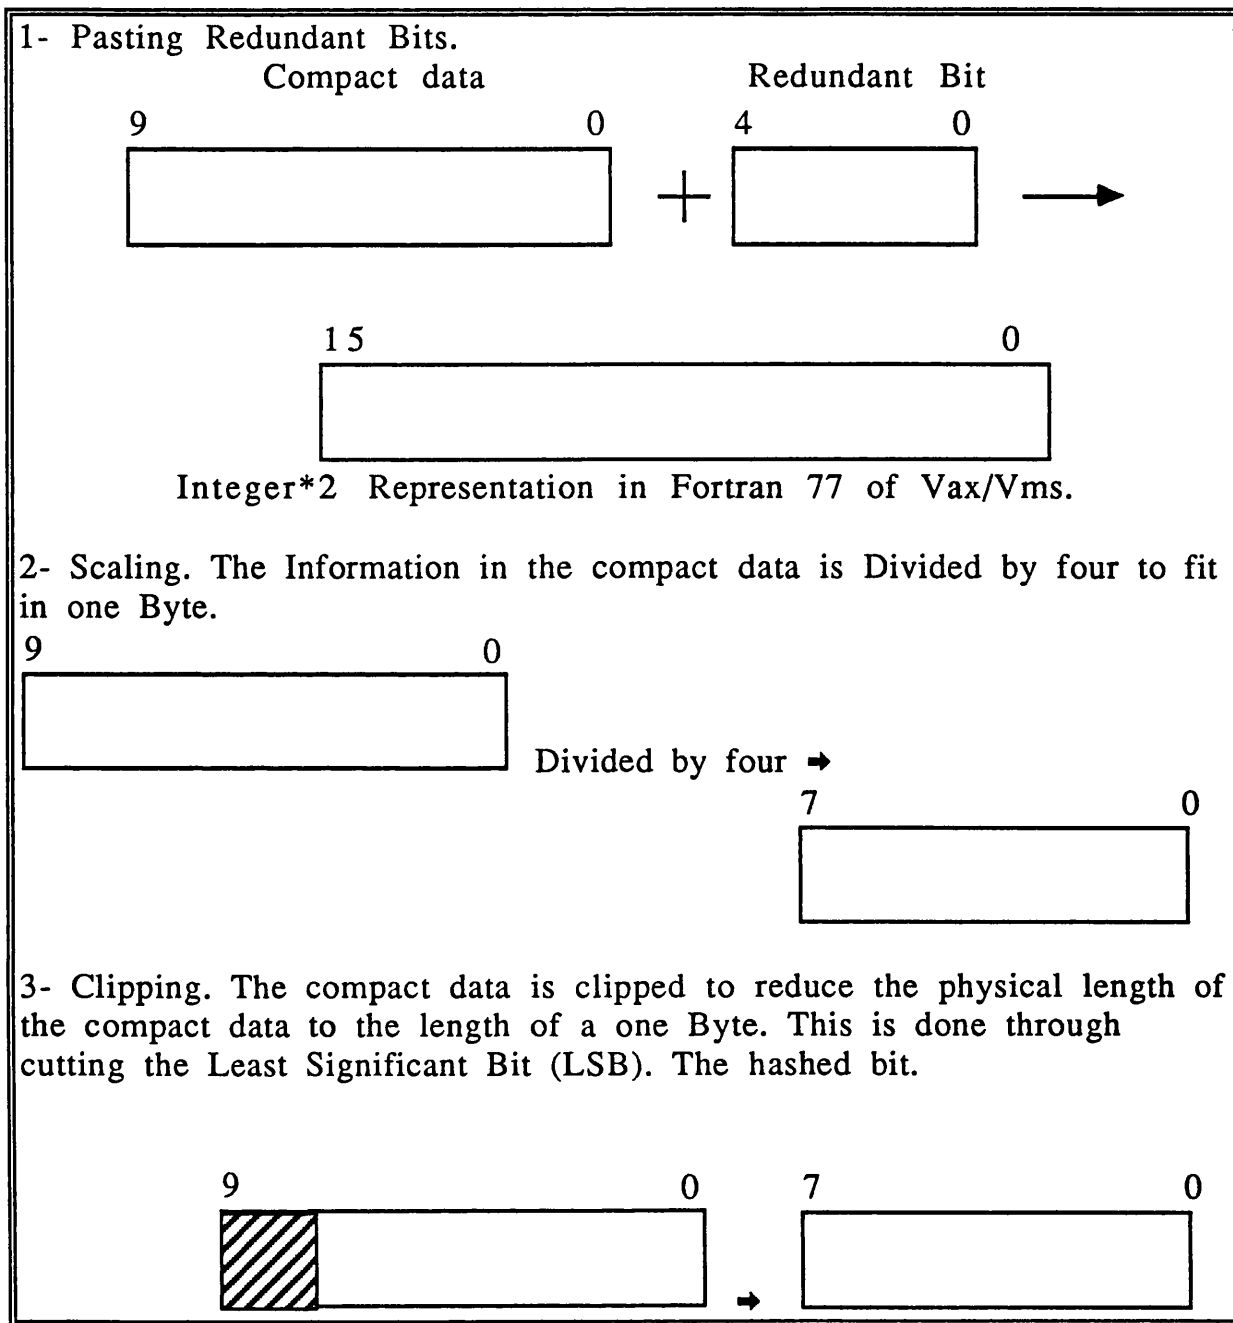 1- Pasting Redundant Bits.
Compact data Redundant Bit
9 0 4 0
15 0
Integer*2 Representation in Fortran 77 of Vax/Vms.
2- Scaling. The Information in the compact data is Divided by four to fit
in one Byte.
9 0
Divided by four ➡
7 0
3- Clipping. The compact data is clipped to reduce the physical length of
the compact data to the length of a one Byte. This is done through
cutting the Least Significant Bit (LSB). The hashed bit.
9 0 7 0